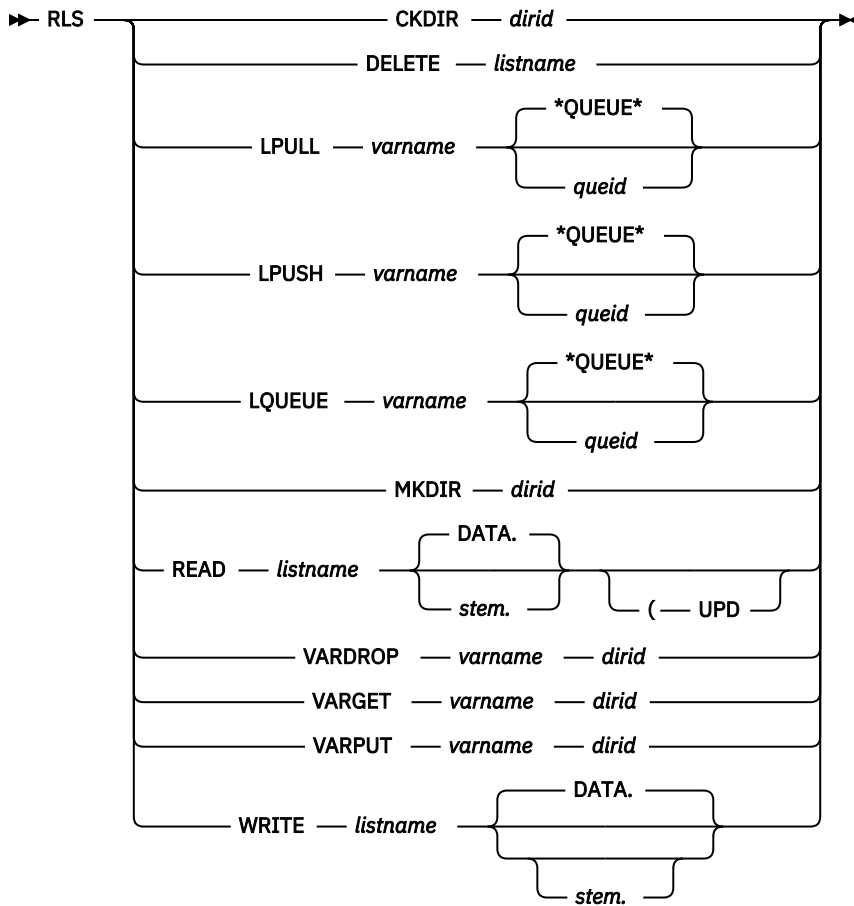 RLS CKDIR dirid
DELETE listname
*QUEUE*
LPULL varname
queid
*QUEUE*
LPUSH varname
queid
*QUEUE*
LQUEUE varname
queid
MKDIR dirid
DATA.
READ listname
stem. ( UPD
VARDROP varname dirid
VARGET varname dirid
VARPUT varname dirid
DATA.
WRITE listname
stem.